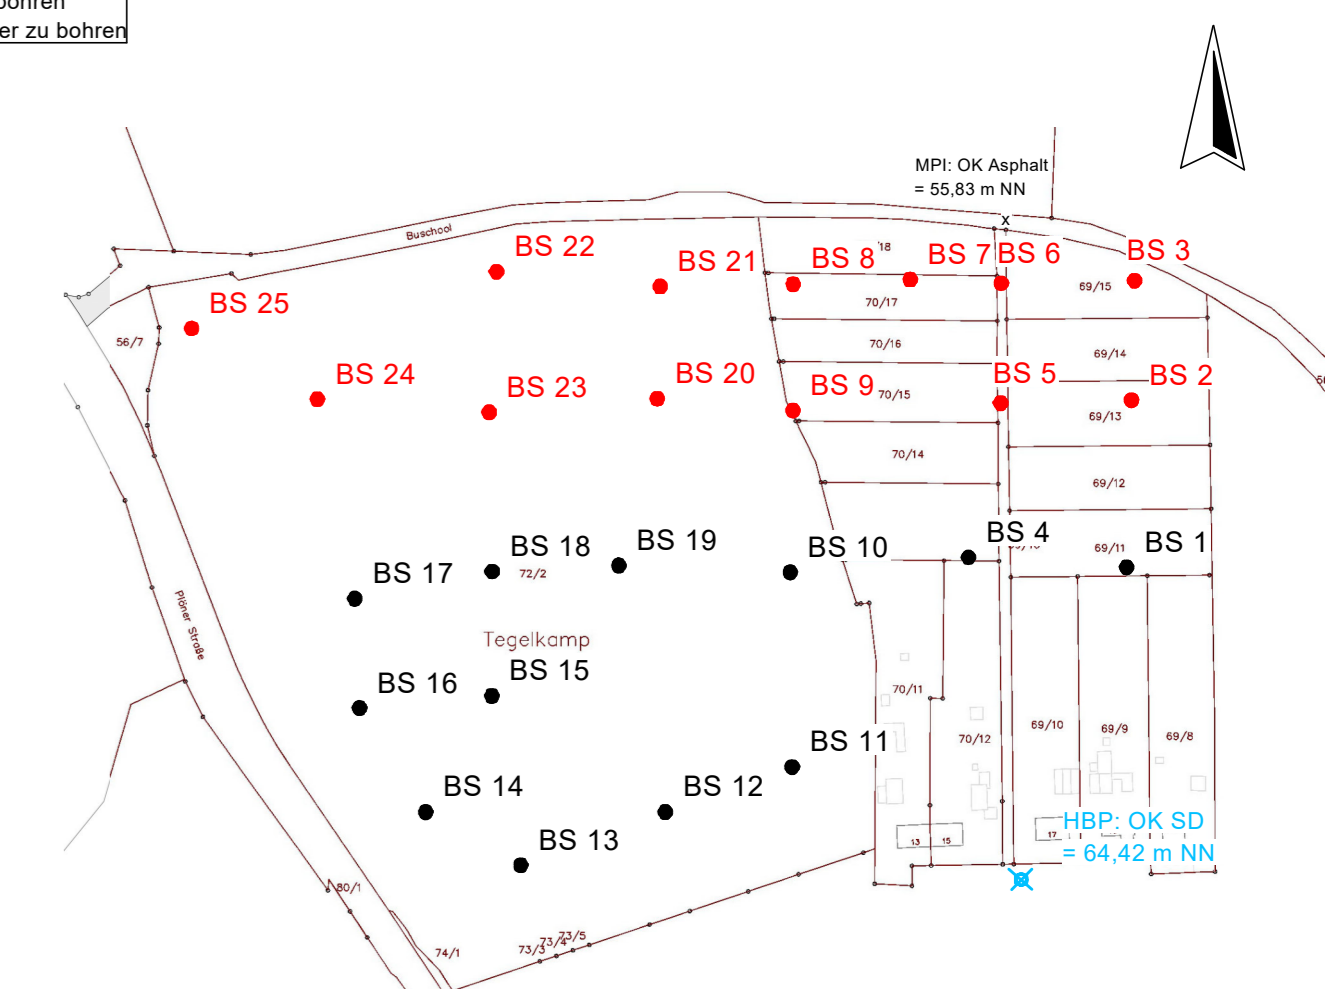 bohren
er zu bohren
MPI: OK Asphalt
= 55,83 m NN
x
Buschool
BS 22
BS 21
BS 8
18
BS 7
BS 6
BS 3
69/15
BS 25
70/17
56/7
70/16
69/14
BS 24
BS 23
BS 20
BS 9
70/15
BS 5
BS 2
69/13
70/14
69/12
BS 18
72/2
BS 19
BS 10
BS 4
69/11
BS 1
BS 17
Plöner Straße
Tegelkamp
BS 16
BS 15
70/11
BS 11
70/12
69/10
69/9
69/8
BS 14
BS 12
BS 13
13
15
17
HBP: OK SD
= 64,42 m NN
80/1
74/1
73/3
73/4
73/5